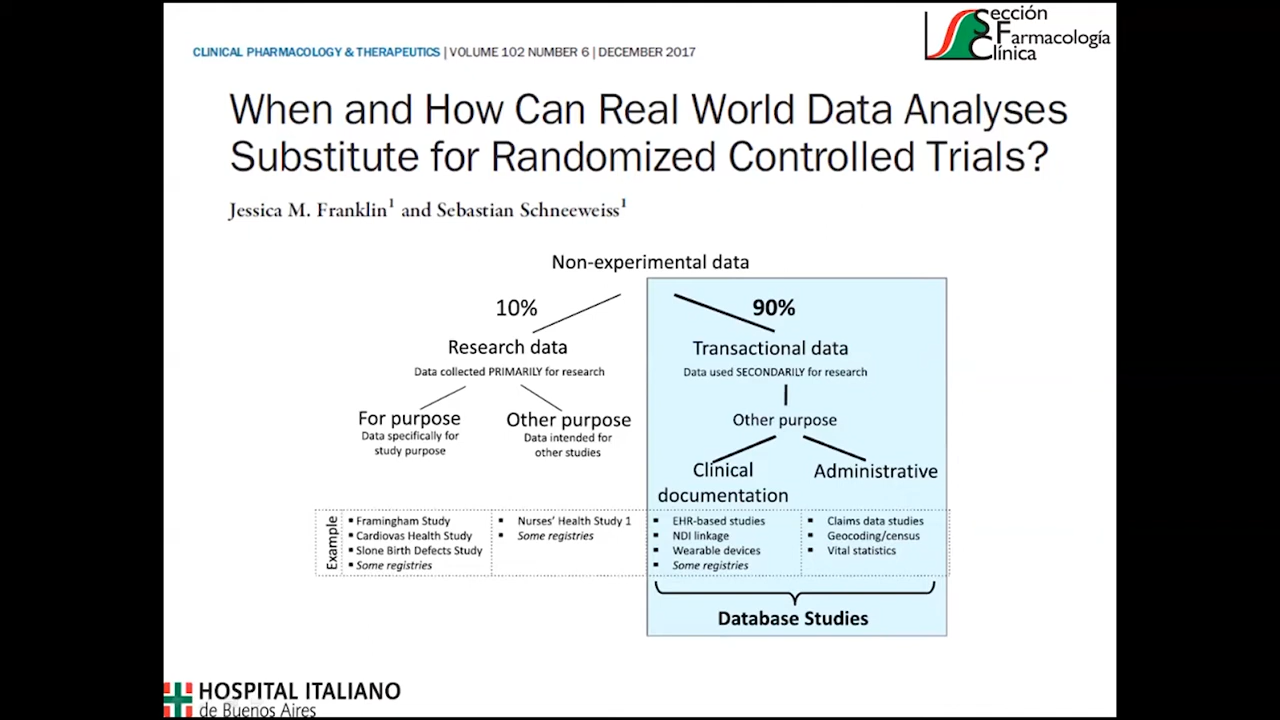 Sección
Farmacología
Clínica
CLINICAL PHARMACOLOGY & THERAPEUTICS | VOLUME 102 NUMBER 6 | DECEMBER 2017
When and How Can Real World Data Analyses
Substitute for Randomized Controlled Trials?
Jessica M. Franklin1 and Sebastian Schneeweiss1
Non-experimental data
10%
90%
Research data
Data collected PRIMARILY for research
Transactional data
Data used SECONDARILY for research
For purpose
Data specifically for
study purpose
Other purpose
Data intended for
other studies
Other purpose
Clinical
documentation
Administrative
Example
▪ Framingham Study
▪ Cardiovas Health Study
▪ Slone Birth Defects Study
▪ Some registries
▪ Nurses' Health Study 1
▪ Some registries
▪ EHR-based studies
▪ NDI linkage
▪ Wearable devices
▪ Some registries
▪ Claims data studies
▪ Geocoding/census
▪ Vital statistics
Database Studies
HOSPITAL ITALIANO
de Buenos Aires